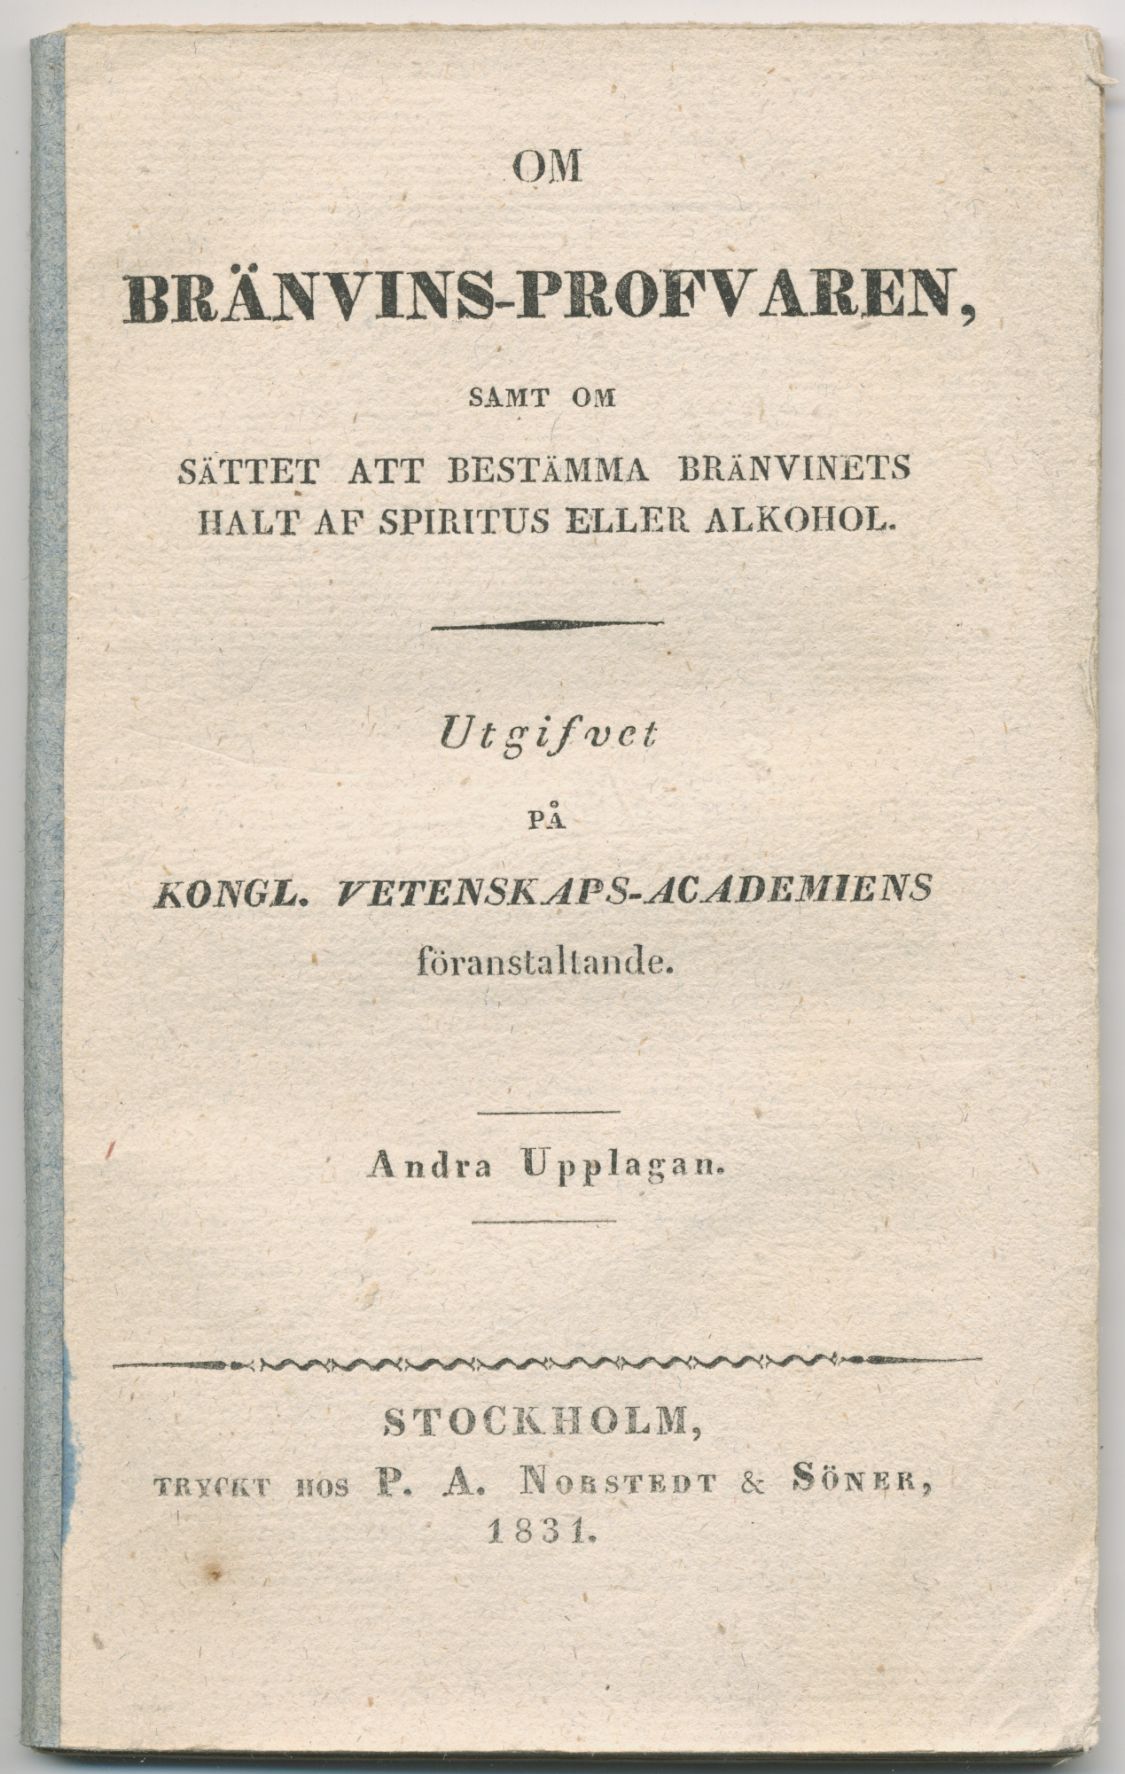 OM
BRÄNVINS-PROFVAREN,
SAMT OM
SÄTTET ATT BESTÄMMA BRÄNVINETS
HALT AF SPIRITUS ELLER ALKOHOL.
Utgifvet
PÅ
KONGL. VETENSKAPS-ACADEMIENS
föranstaltande.
Andra Upplagan.
STOCKHOLM,
TRYCKT HOS P. A. NORSTEDT & SÖNER,
1831.